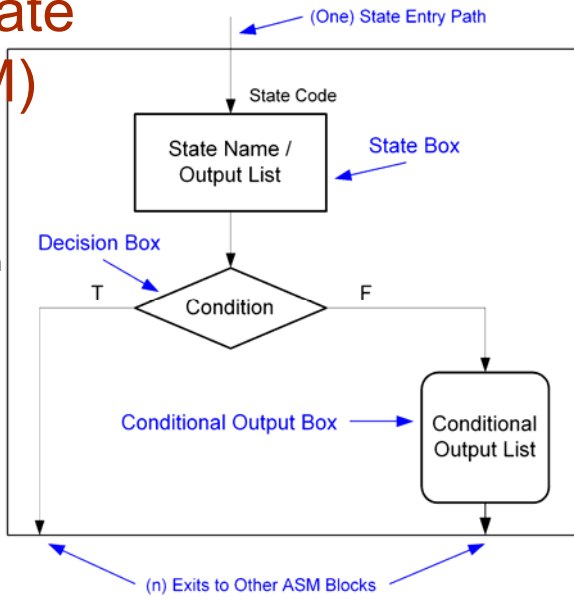 ate
M)
(One) State Entry Path
State Code
State Name /
Output List
State Box
Decision Box
T
Condition
F
Conditional Output Box
Conditional
Output List
(n) Exits to Other ASM Blocks